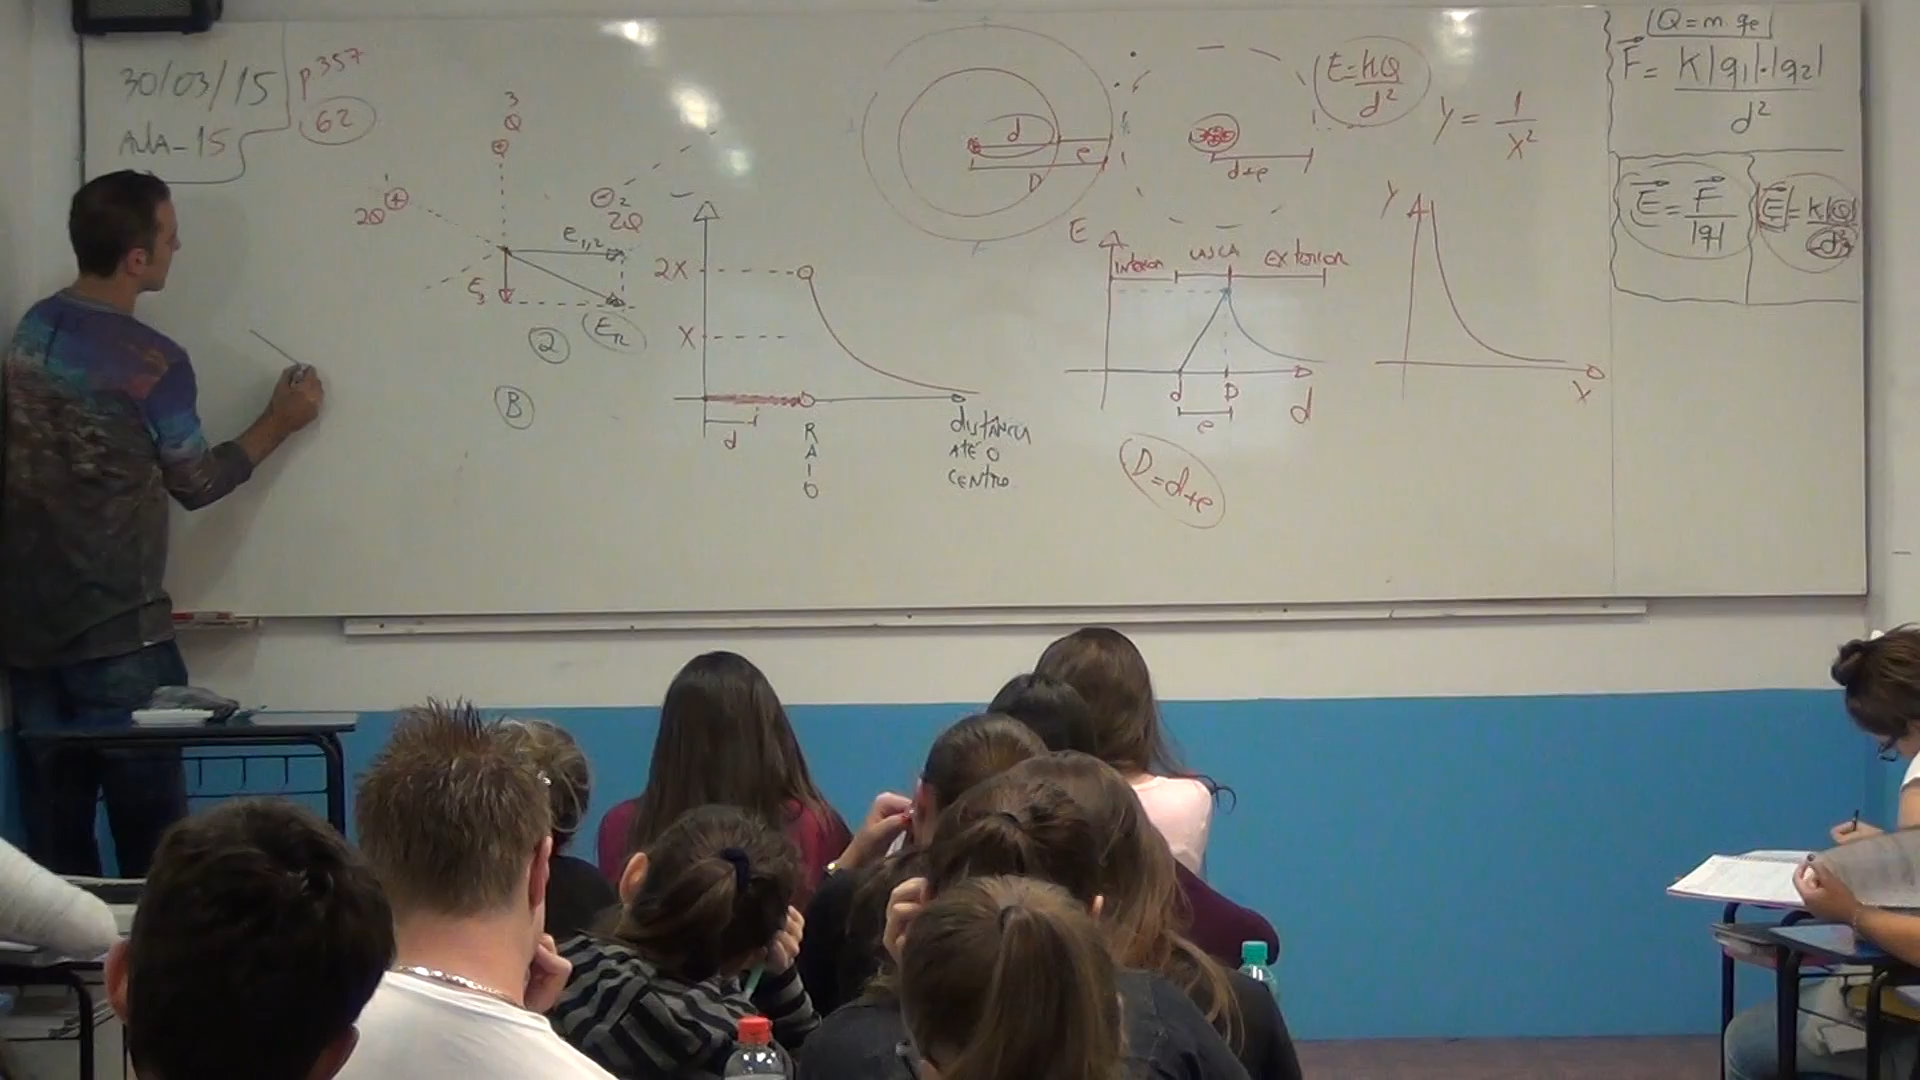 30/03/15
AULA-15
p357
62
3
Q
2Q
2
2Q
e1,2
E3
ER
2
B
2X
X
d
RAIO
distância
ATÉ O
CENTRO
d
e
D
d+e
E=KQ/d²
Y=1/X²
E
interior
CASCA
exterior
d
D
e
d
D=d+e
Y
X
|Q=m.qe|
F=K|q1|.|q2|/d²
E=F/|q|
|E|=K|Q|/d²